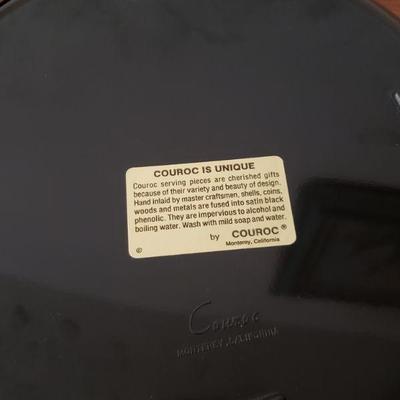 COUROC IS UNIQUE
Couroc serving pieces are cherished gifts
because of their variety and beauty of design.
Hand inlaid by master craftsmen, shells, coins,
woods and metals are fused into satin black
phenolic. They are impervious to alcohol and
boiling water. Wash with mild soap and water.
by COUROC®
© Monterey, California
Couroc
MONTEREY, CALIFORNIA